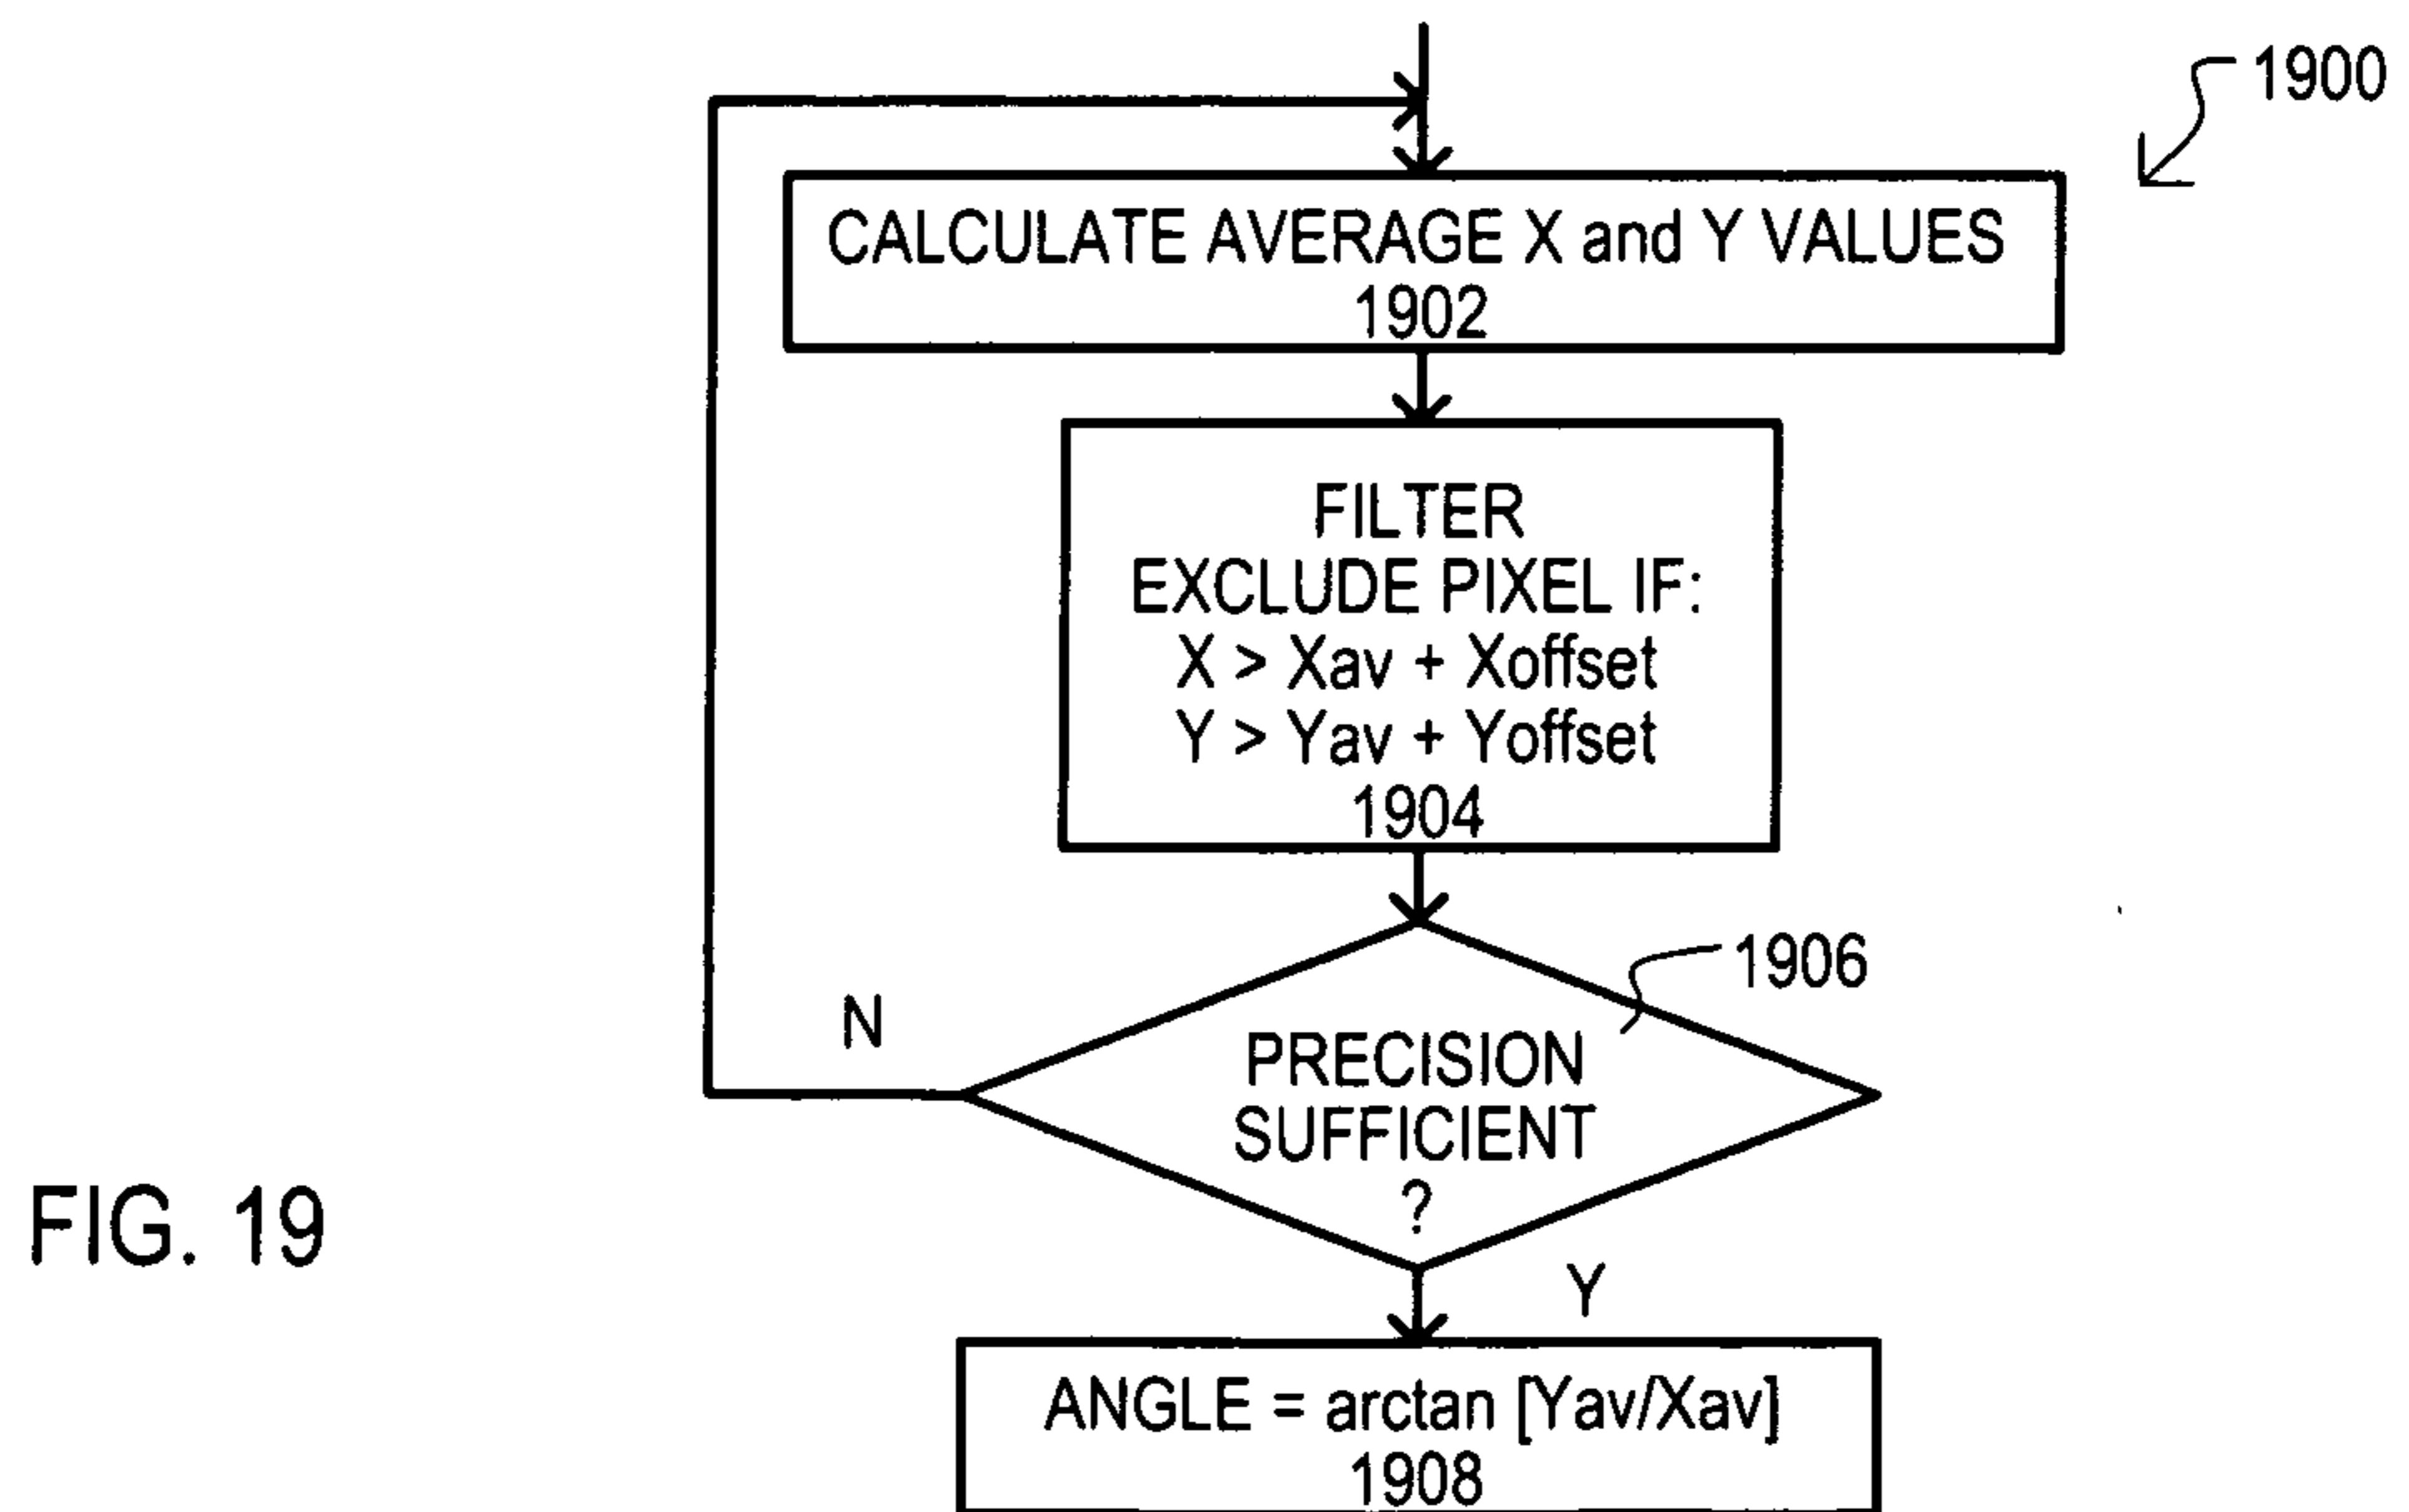 1900
CALCULATE AVERAGE X and Y VALUES
1902
FILTER
EXCLUDE PIXEL IF:
X > Xav + Xoffset
Y > Yav + Yoffset
1904
1906
N
PRECISION
SUFFICIENT
?
Y
FIG. 19
ANGLE = arctan [Yav/Xav]
1908